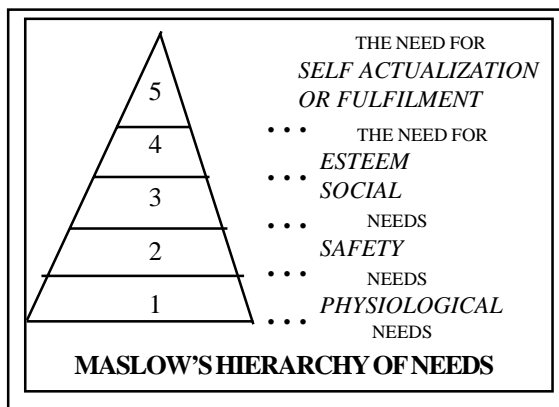 THE NEED FOR
SELF ACTUALIZATION
5
OR FULFILMENT
• • •
THE NEED FOR
4
ESTEEM
• • •
SOCIAL
3
• • •
NEEDS
2
SAFETY
• • •
NEEDS
1
PHYSIOLOGICAL
• • •
NEEDS
MASLOW'S HIERARCHY OF NEEDS